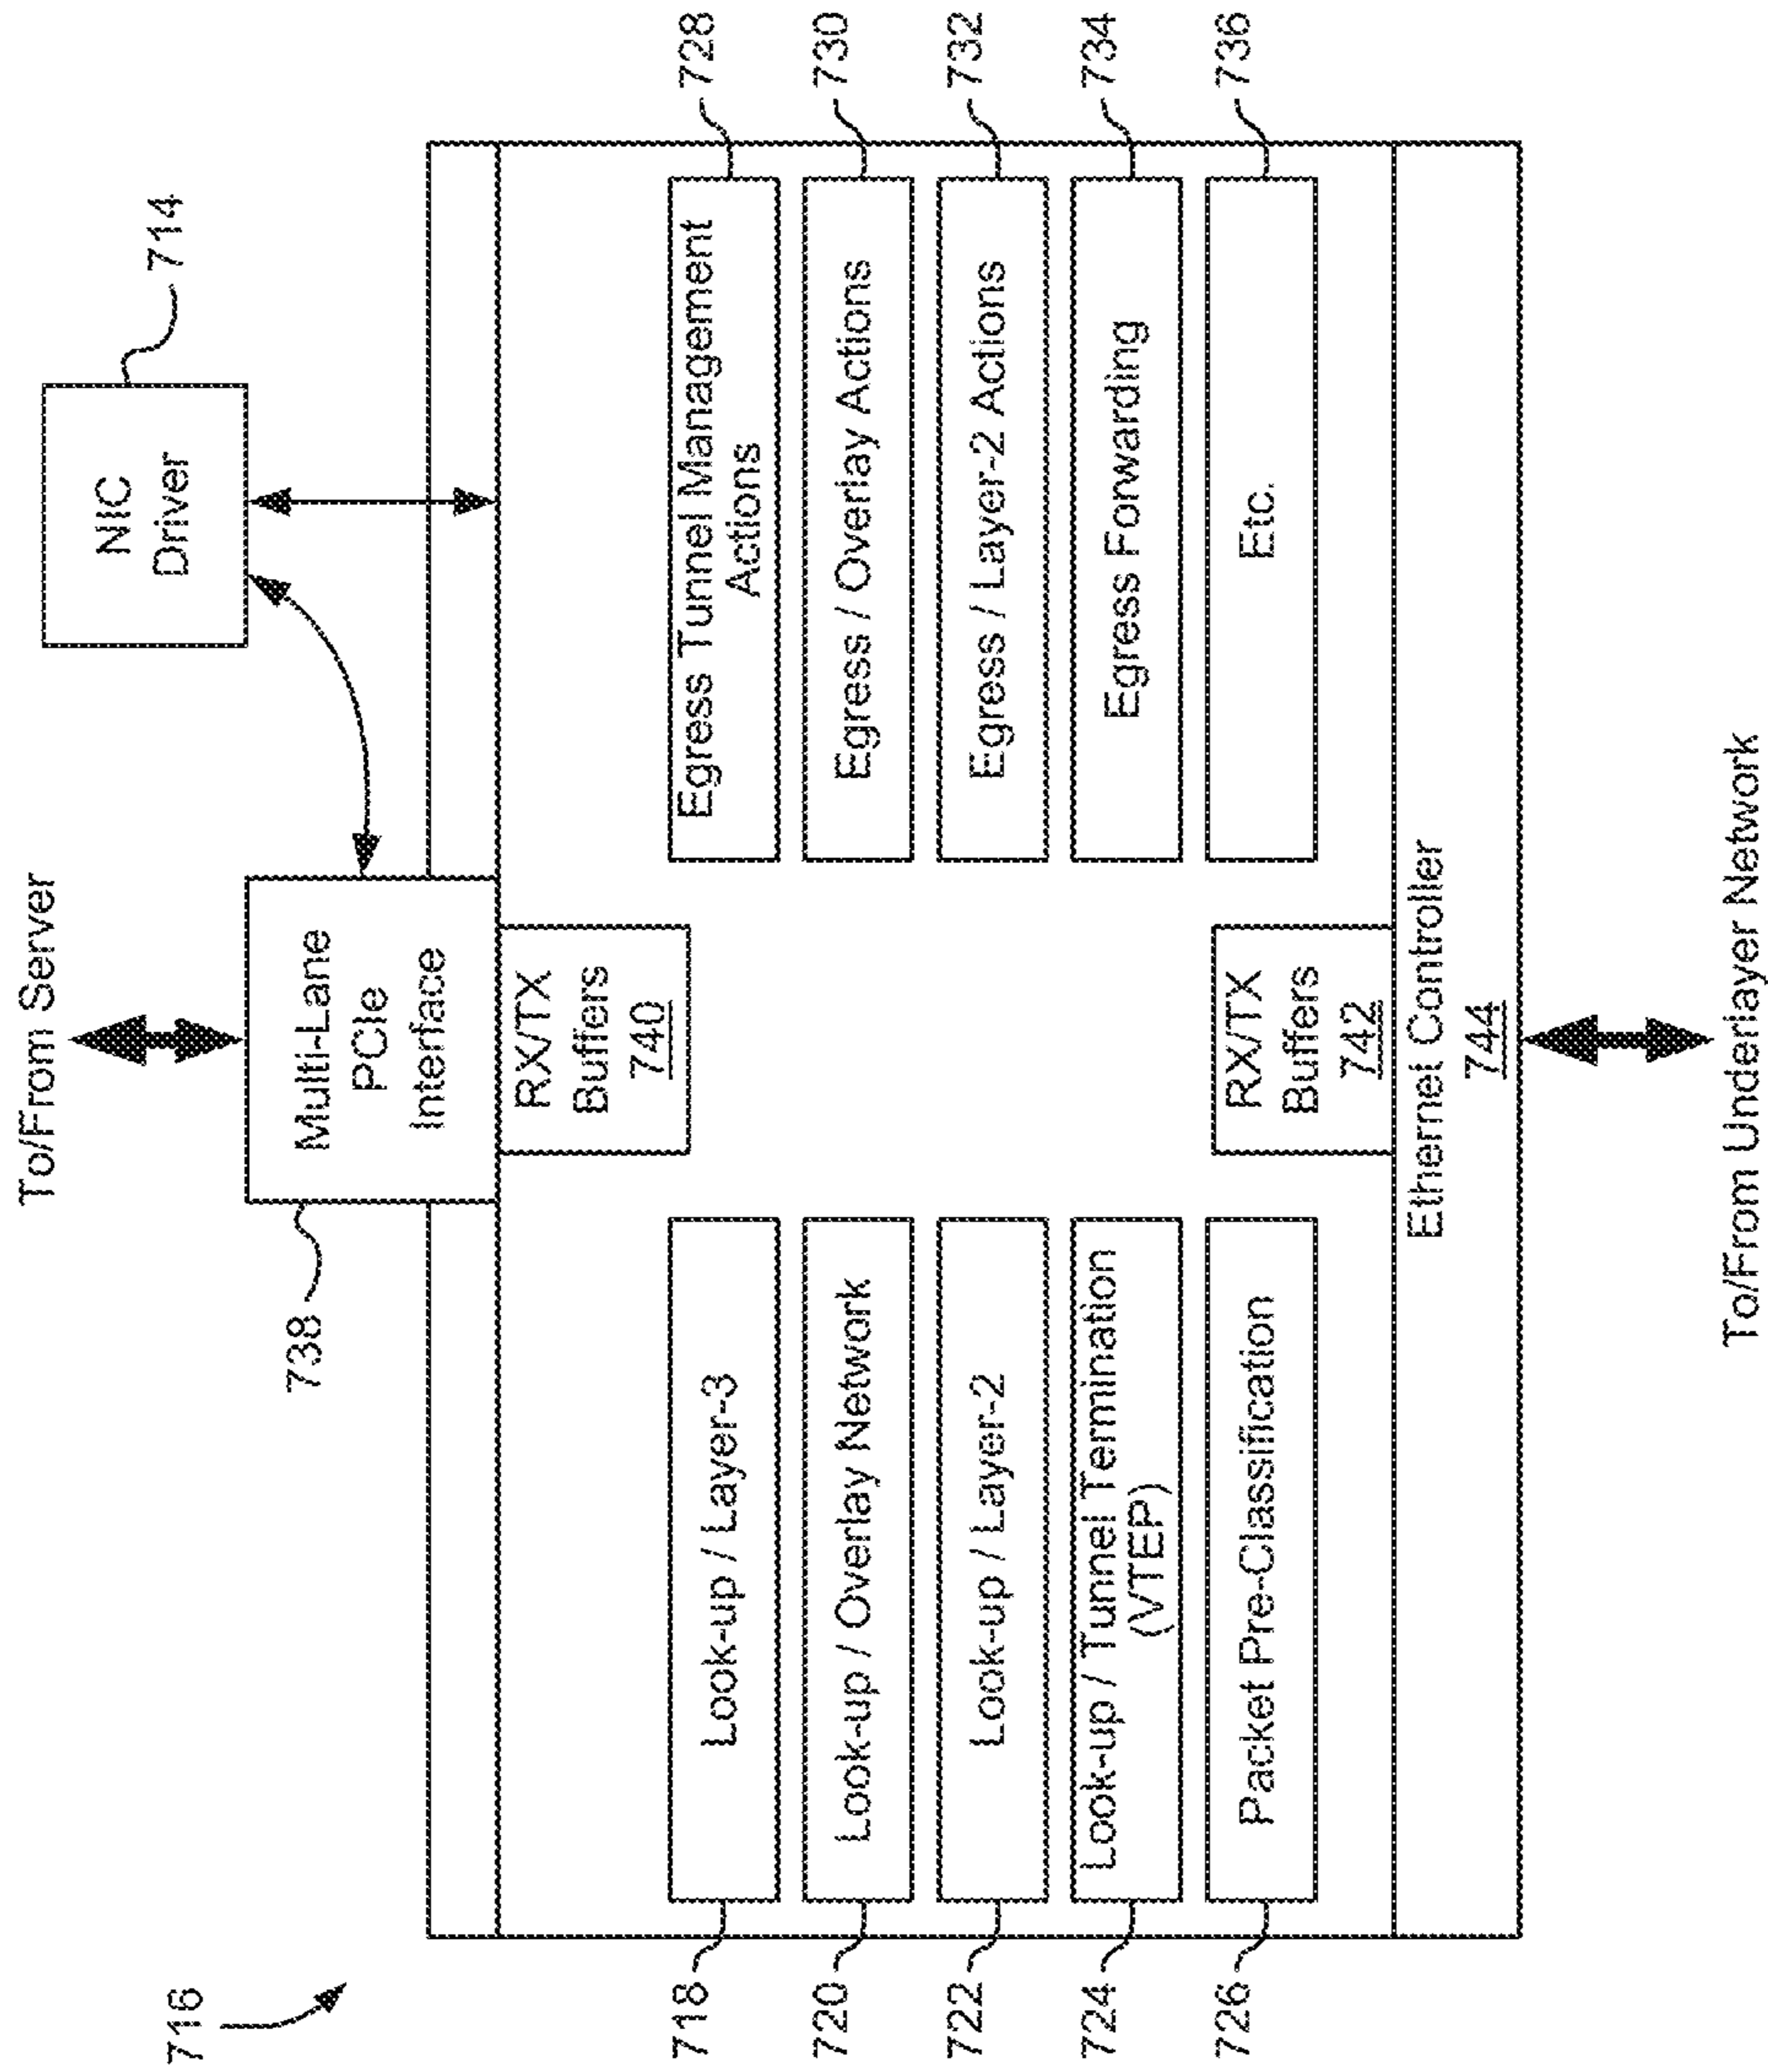 716
To/From Server
714
NIC
Driver
738
Multi-Lane
PCIe
Interface
RX/TX
Buffers
740
718
Look-up / Layer-3
720
Look-up / Overlay Network
722
Look-up / Layer-2
724
Look-up / Tunnel Termination
(VTEP)
726
Packet Pre-Classification
Egress Tunnel Management
Actions
728
Egress / Overlay Actions
730
Egress / Layer-2 Actions
732
Egress Forwarding
734
Etc.
736
RX/TX
Buffers
742
Ethernet Controller
744
To/From Underlayer Network